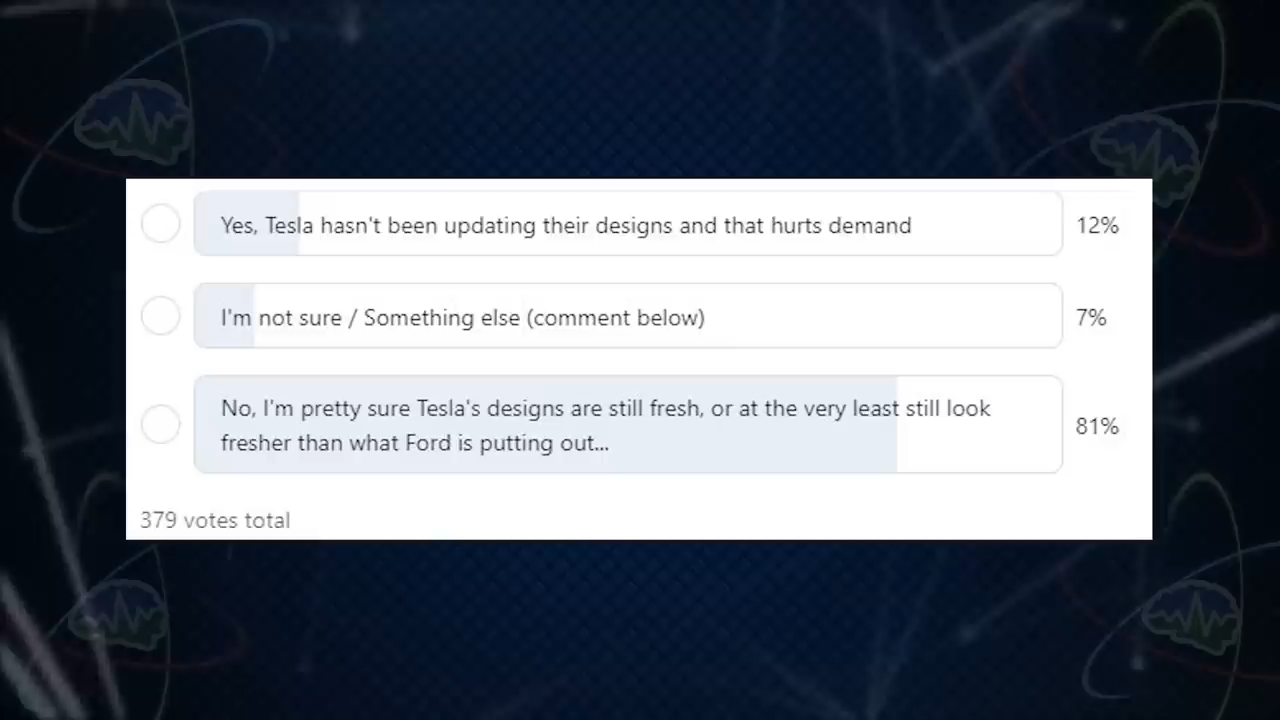 Yes, Tesla hasn't been updating their designs and that hurts demand
12%
I'm not sure / Something else (comment below)
7%
No, I'm pretty sure Tesla's designs are still fresh, or at the very least still look
fresher than what Ford is putting out...
81%
379 votes total